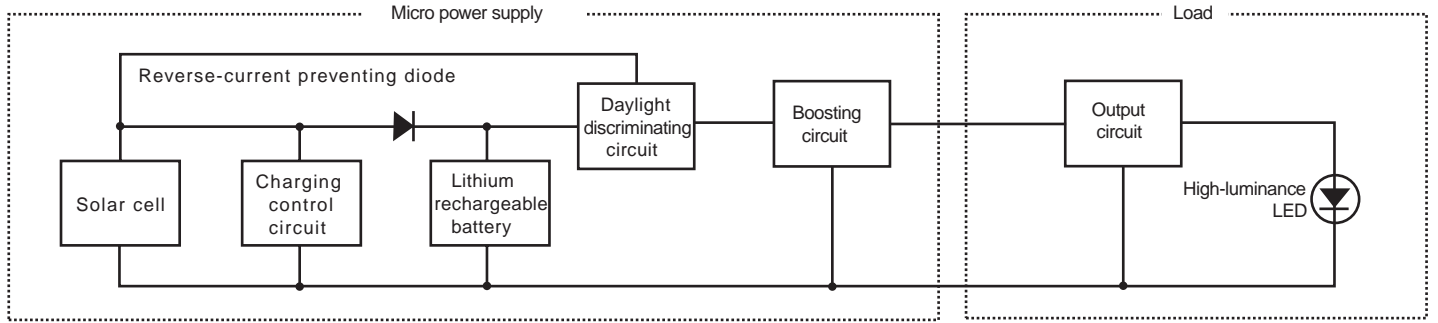 Micro power supply
Load
Reverse-current preventing diode
Daylight
discriminating
circuit
Boosting
circuit
Output
circuit
Solar cell
Charging
control
circuit
Lithium
rechargeable
battery
High-luminance
LED